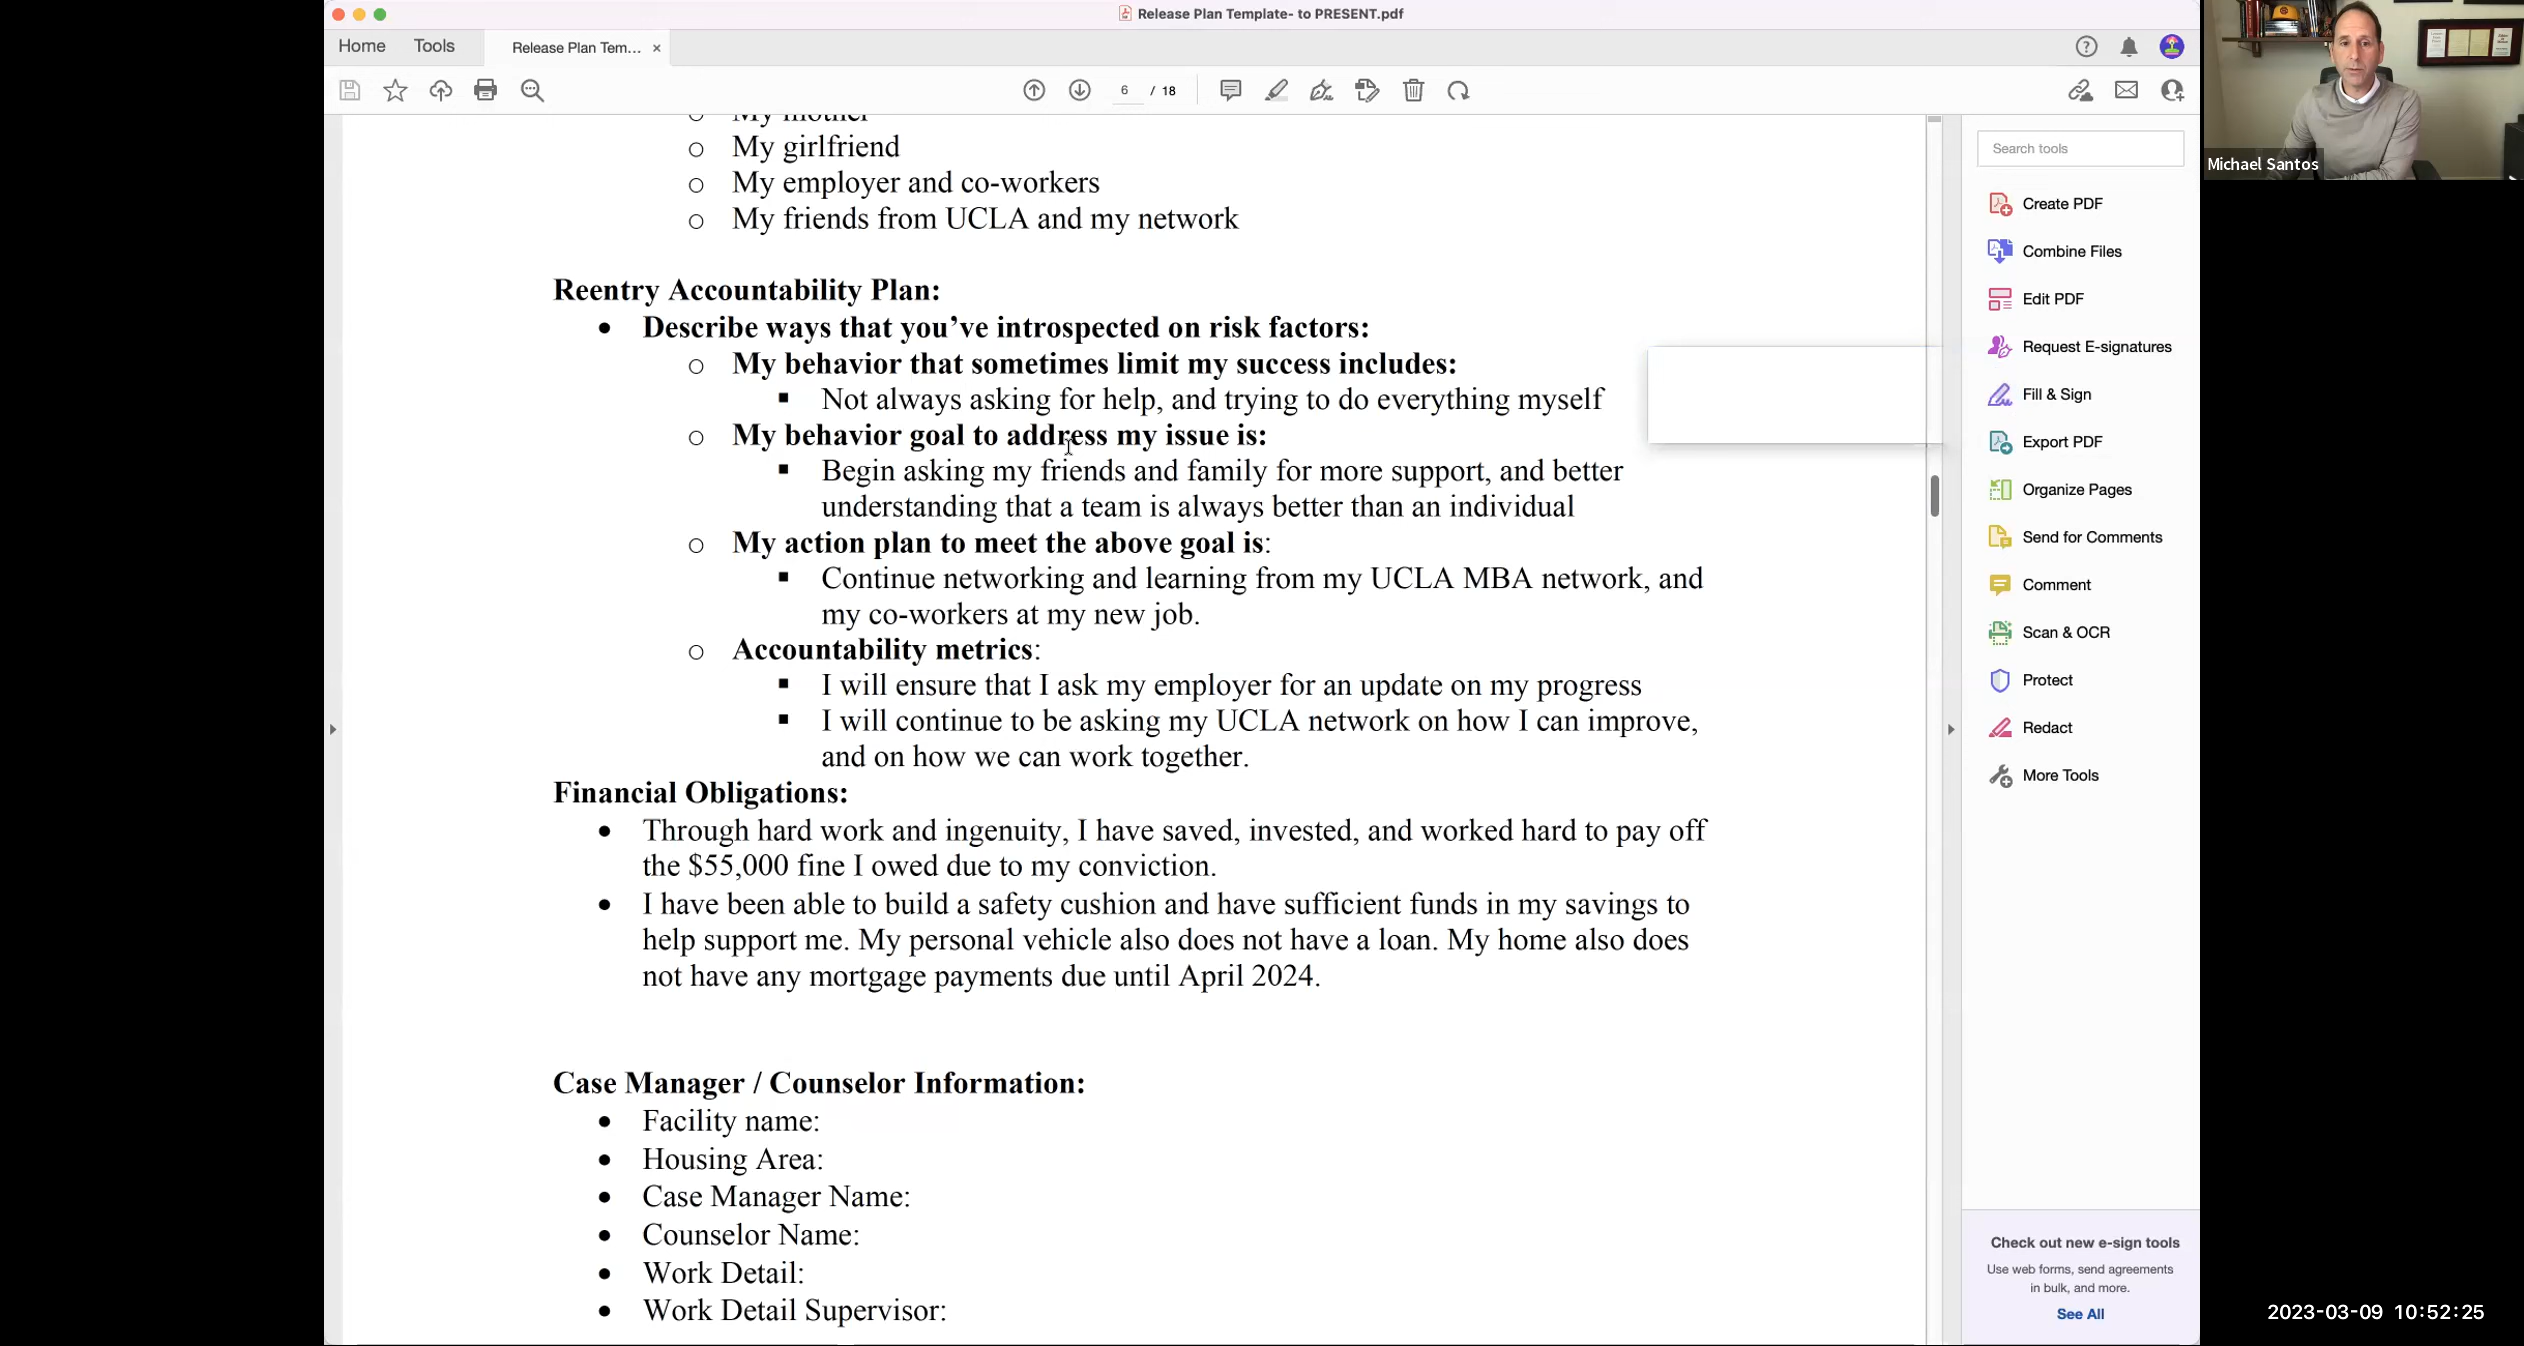 Release Plan Template- to PRESENT.pdf
Home
Tools
Release Plan Tem...
6 / 18
My mother
o My girlfriend
o My employer and co-workers
o My friends from UCLA and my network
Reentry Accountability Plan:
• Describe ways that you’ve introspected on risk factors:
o My behavior that sometimes limit my success includes:
▪ Not always asking for help, and trying to do everything myself
o My behavior goal to address my issue is:
▪ Begin asking my friends and family for more support, and better
understanding that a team is always better than an individual
o My action plan to meet the above goal is:
▪ Continue networking and learning from my UCLA MBA network, and
my co-workers at my new job.
o Accountability metrics:
▪ I will ensure that I ask my employer for an update on my progress
▪ I will continue to be asking my UCLA network on how I can improve,
and on how we can work together.
Financial Obligations:
• Through hard work and ingenuity, I have saved, invested, and worked hard to pay off
the $55,000 fine I owed due to my conviction.
• I have been able to build a safety cushion and have sufficient funds in my savings to
help support me. My personal vehicle also does not have a loan. My home also does
not have any mortgage payments due until April 2024.
Case Manager / Counselor Information:
• Facility name:
• Housing Area:
• Case Manager Name:
• Counselor Name:
• Work Detail:
• Work Detail Supervisor:
Search tools
Create PDF
Combine Files
Edit PDF
Request E-signatures
Fill & Sign
Export PDF
Organize Pages
Send for Comments
Comment
Scan & OCR
Protect
Redact
More Tools
Check out new e-sign tools
Use web forms, send agreements
in bulk, and more.
See All
Michael Santos
2023-03-09 10:52:25